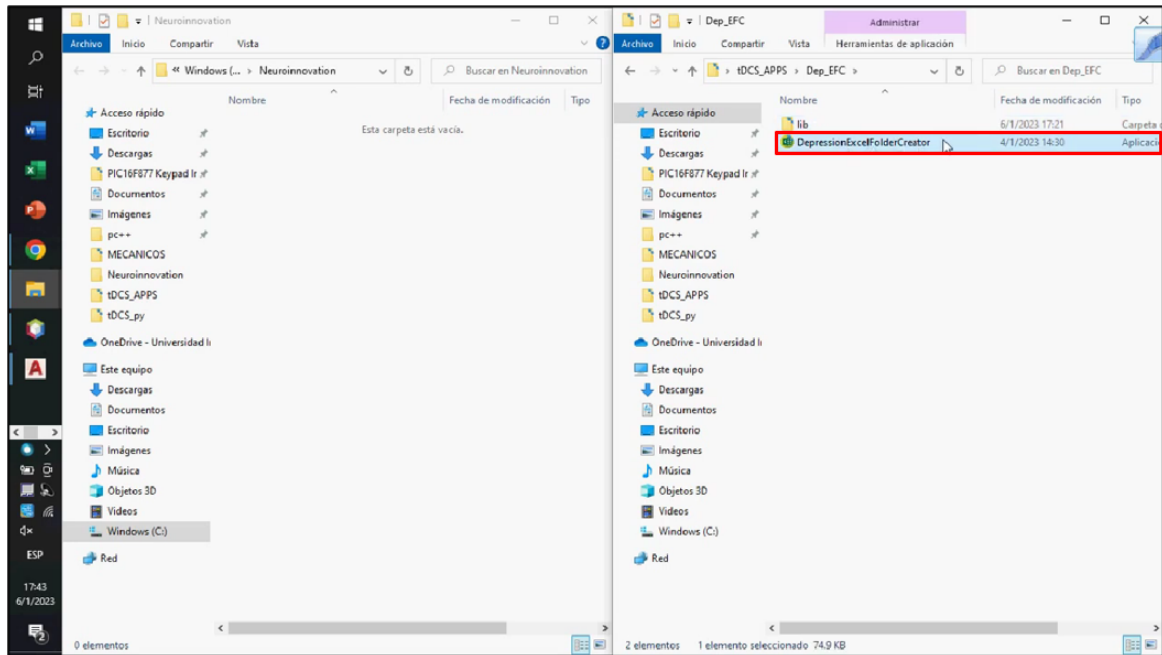 Neuroinnovation
Archivo Inicio Compartir Vista
« Windows (... > Neuroinnovation
Buscar en Neuroinnovation
Nombre Fecha de modificación Tipo
Esta carpeta está vacía.
Acceso rápido
Escritorio
Descargas
PIC16F877 Keypad Ir
Documentos
Imágenes
pc++
MECANICOS
Neuroinnovation
tDCS_APPS
tDCS_py
OneDrive - Universidad I
Este equipo
Descargas
Documentos
Escritorio
Imágenes
Música
Objetos 3D
Videos
Windows (C:)
Red
0 elementos
ESP
17:43
6/1/2023
2
Dep_EFC Administrar
Archivo Inicio Compartir Vista Herramientas de aplicación
> tDCS_APPS > Dep_EFC >
Buscar en Dep_EFC
Nombre Fecha de modificación Tipo
lib 6/1/2023 17:21 Carpeta
DepressionExcelFolderCreator 4/1/2023 14:30 Aplicació
Acceso rápido
Escritorio
Descargas
PIC16F877 Keypad Ir
Documentos
Imágenes
pc++
MECANICOS
Neuroinnovation
tDCS_APPS
tDCS_py
OneDrive - Universidad I
Este equipo
Descargas
Documentos
Escritorio
Imágenes
Música
Objetos 3D
Videos
Windows (C:)
Red
2 elementos 1 elemento seleccionado 74.9 KB